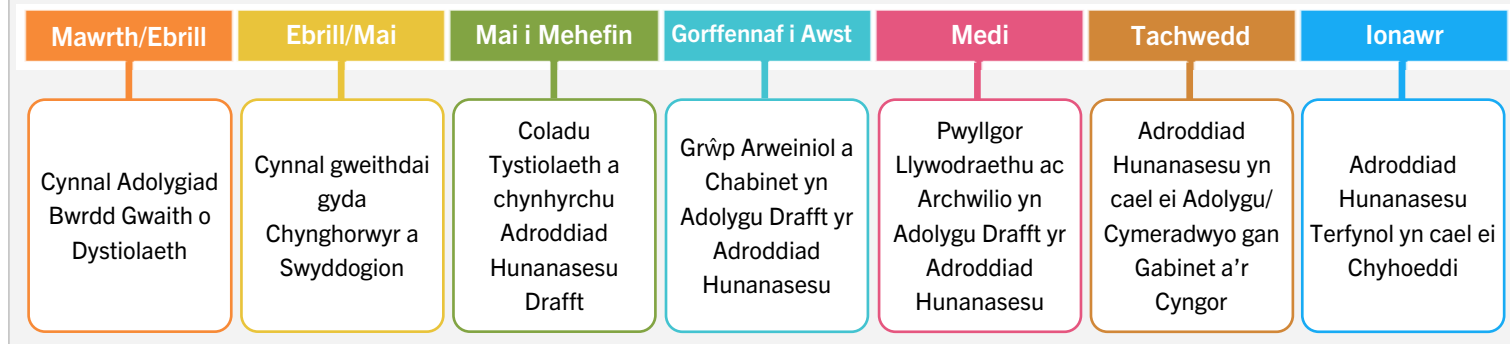 Mawrth/Ebrill
Cynnal Adolygiad
Bwrdd Gwaith o
Dystiolaeth
Ebrill/Mai
Cynnal gweithdai
gyda
Chynghorwyr a
Swyddogion
Mai i Mehefin
Coladu
Tystiolaeth a
chynhyrchu
Adroddiad
Hunanasesu
Drafft
Gorffennaf i Awst
Grŵp Arweiniol a
Chabinet yn
Adolygu Drafft yr
Adroddiad
Hunanasesu
Medi
Pwyllgor
Llywodraethu ac
Archwilio yn
Adolygu Drafft yr
Adroddiad
Hunanasesu
Tachwedd
Adroddiad
Hunanasesu yn
cael ei Adolygu/
Cymeradwyo gan
Gabinet a’r
Cyngor
Ionawr
Adroddiad
Hunanasesu
Terfynol yn cael ei
Chyhoeddi